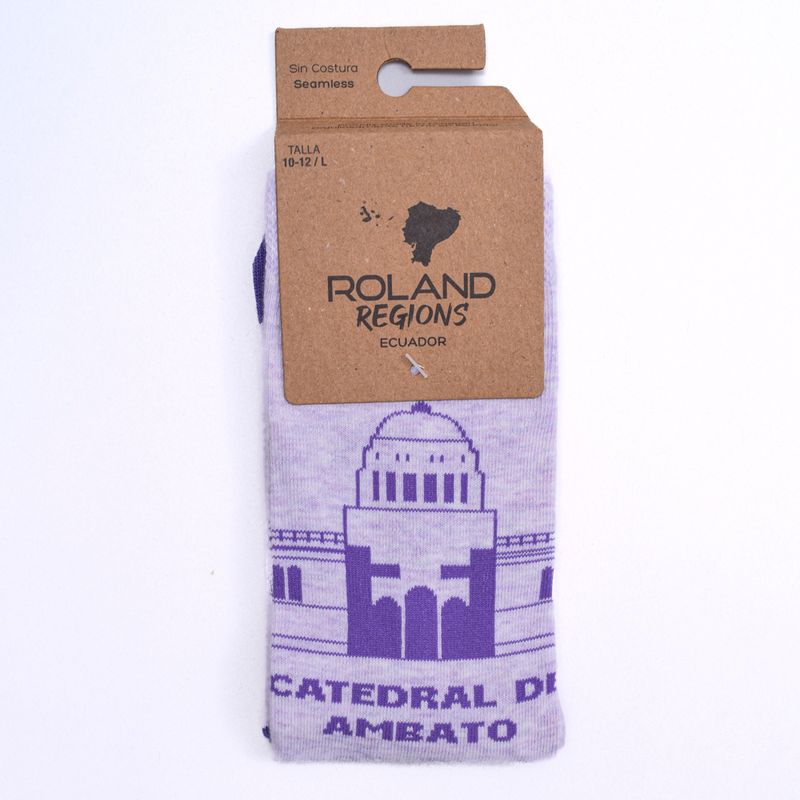 Sin Costura
Seamless
TALLA
10-12 / L
ROLAND
REGIONS
ECUADOR
CATEDRAL DE
AMBATO